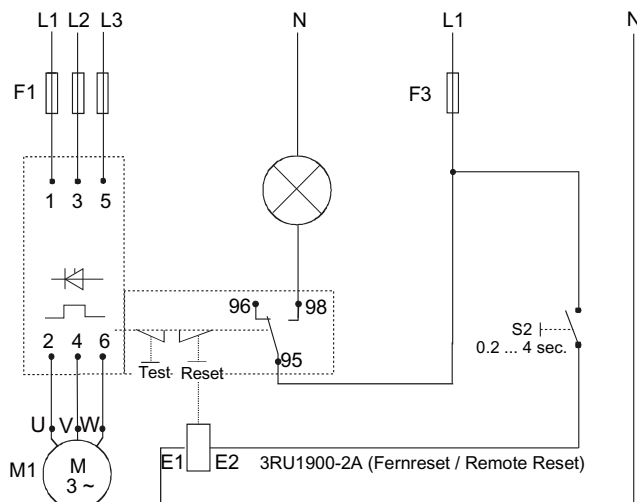 L1 L2 L3 N L1 N
F1 F3
1 3 5
96 98
2 4 6
S2
0.2 ... 4 sec.
95
Test Reset
U V W
E1 E2 3RU1900-2A (Fernreset / Remote Reset)
M1 M
3 ~